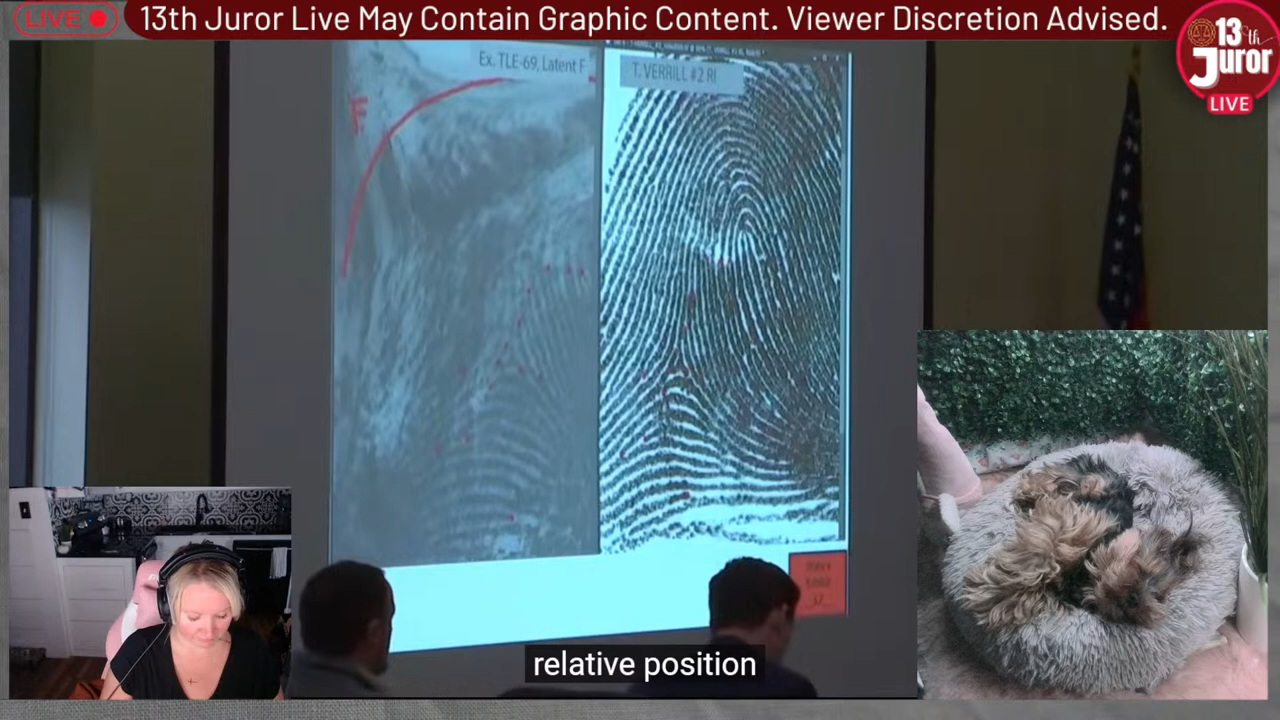 LIVE
13th Juror Live May Contain Graphic Content. Viewer Discretion Advised.
13th
Juror
LIVE
Ex. TLE-69, Latent F
T. VERRILL #2 RI
F
relative position